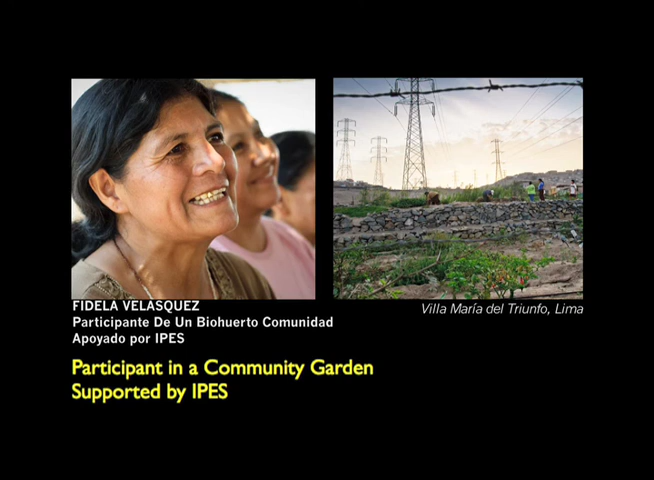 FIDELA VELASQUEZ
Participante De Un Biohuerto Comunidad
Apoyado por IPES
Villa María del Triunfo, Lima
Participant in a Community Garden
Supported by IPES